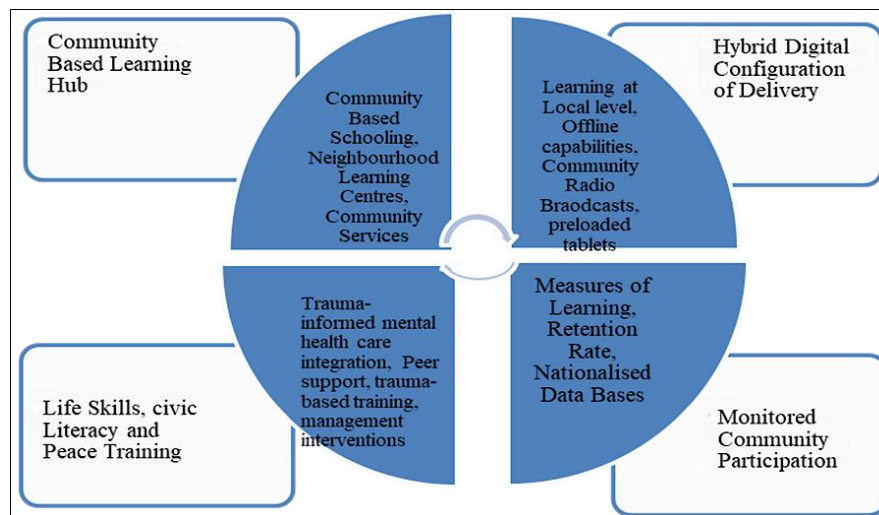 Community
Based Learning
Hub
Community
Based
Schooling,
Neighbourhood
Learning
Centres,
Community
Services
Learning at
Local level,
Offline
capabilities,
Community
Radio
Braodcasts,
preloaded
tablets
Hybrid Digital
Configuration
of Delivery
Life Skills, civic
Literacy and
Peace Training
Trauma-
informed mental
health care
integration, Peer
support, trauma-
based training,
management
interventions
Measures of
Learning,
Retention
Rate,
Nationalised
Data Bases
Monitored
Community
Participation